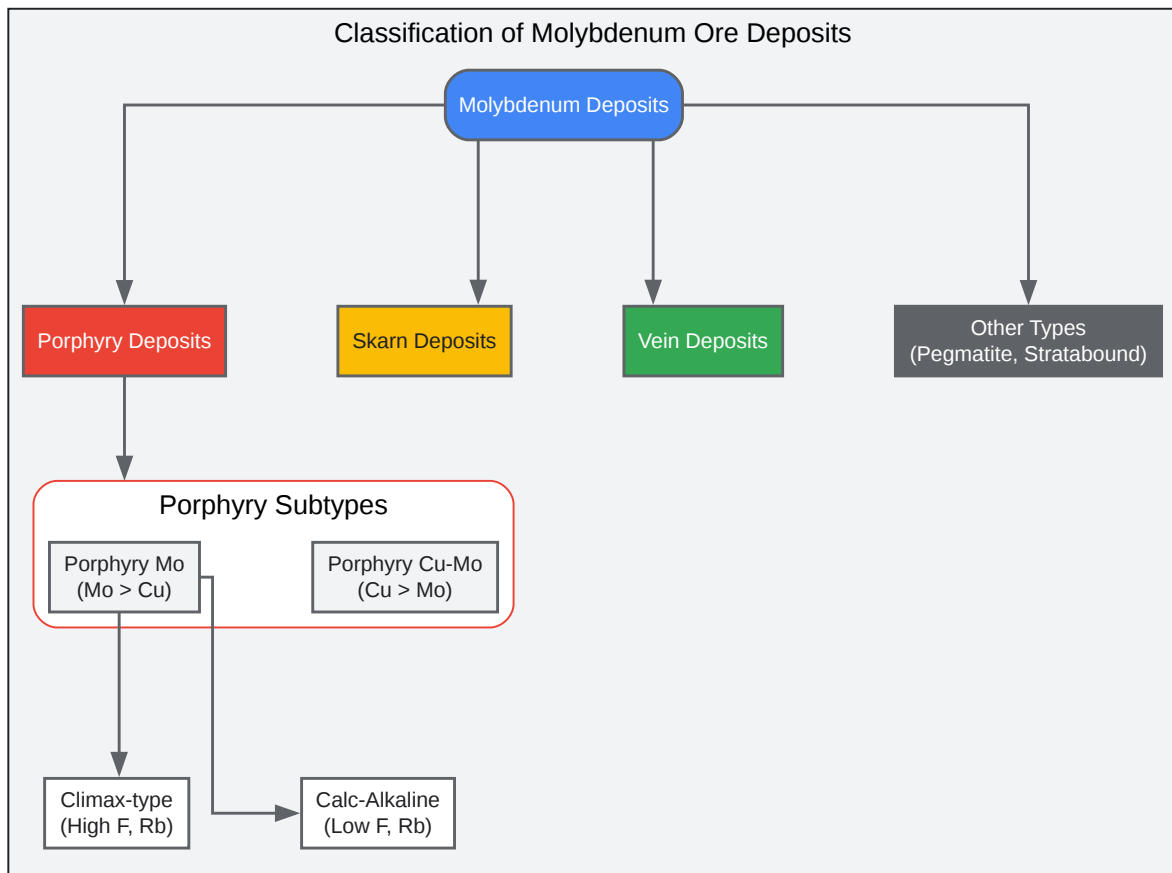 Classification of Molybdenum Ore Deposits
Molybdenum Deposits
Porphyry Deposits
Skarn Deposits
Vein Deposits
Other Types
(Pegmatite, Stratabound)
Porphyry Subtypes
Porphyry Mo
(Mo > Cu)
Porphyry Cu-Mo
(Cu > Mo)
Climax-type
(High F, Rb)
Calc-Alkaline
(Low F, Rb)